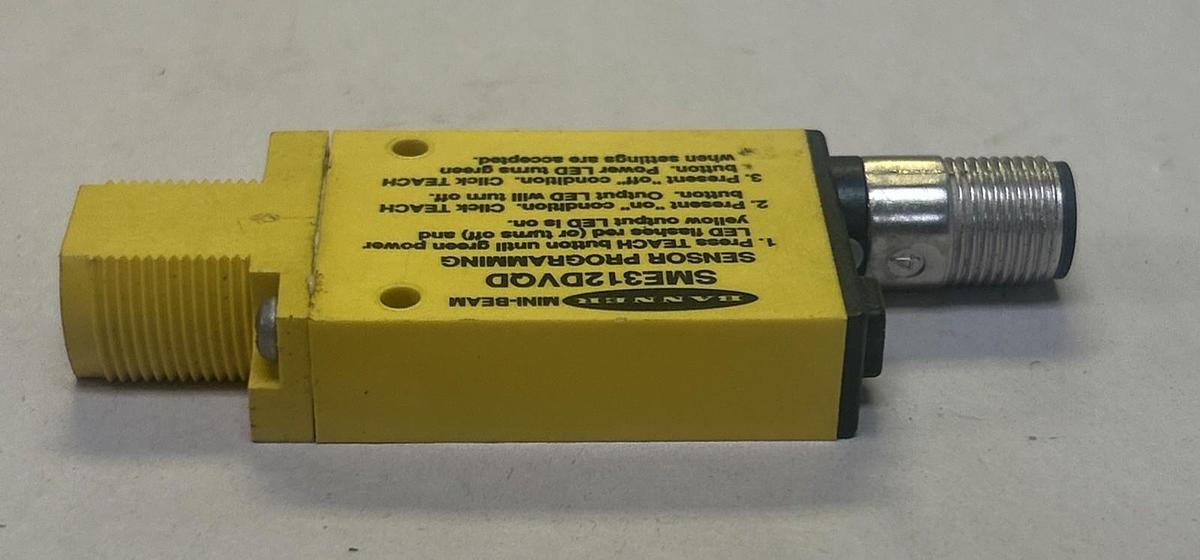 BANNER MINI-BEAM
SME312DVQD
SENSOR PROGRAMMING
1. Press TEACH button until green power
LED flashes red (or turns off) and
yellow output LED is on.
2. Present "on" condition. Click TEACH
button. Output LED will turn off.
3. Present "off" condition. Click TEACH
button. Power LED turns green
when settings are accepted.